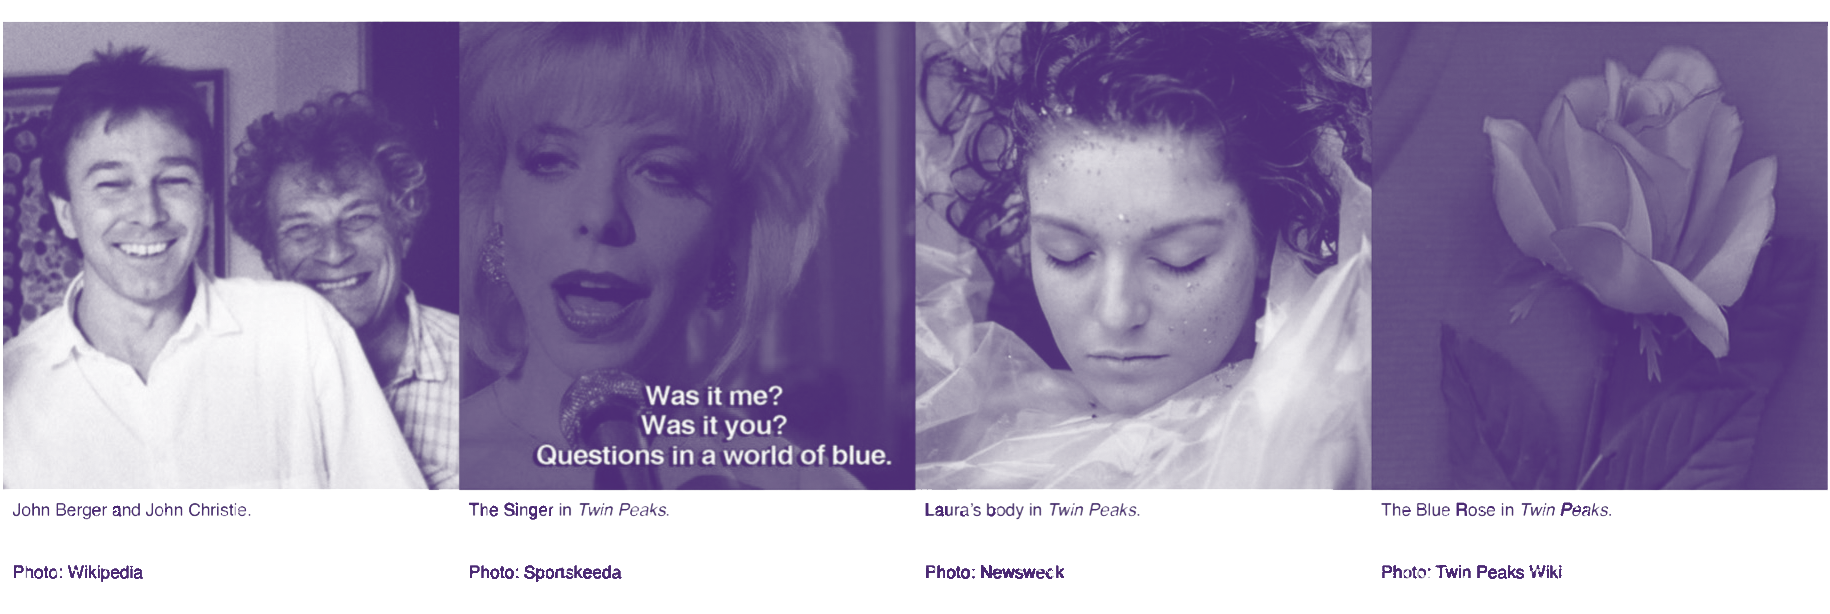 Was it me?
Was it you?
Questions in a world of blue.
John Berger and John Christie.
The Singer in Twin Peaks.
Laura's body in Twin Peaks.
The Blue Rose in Twin Peaks.
Photo: Wikipedia
Photo: Sportskeeda
Photo: Newsweek
Photo: Twin Peaks Wiki